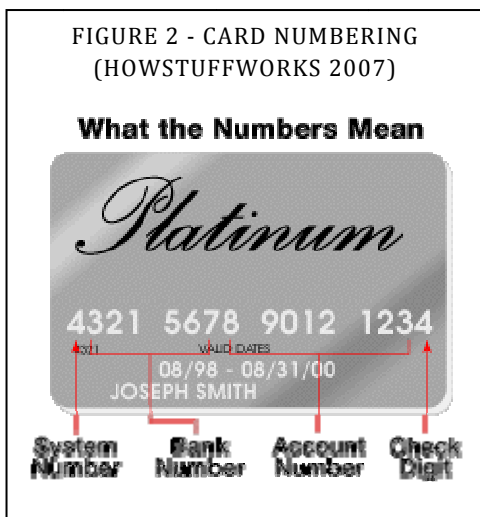 FIGURE 2 - CARD NUMBERING
(HOWSTUFFWORKS 2007)
What the Numbers Mean
Platinum
4321 5678 9012 1234
4321 VALID DATES
08/98 - 08/31/00
JOSEPH SMITH
System Bank Account Check
Number Number Number Digit